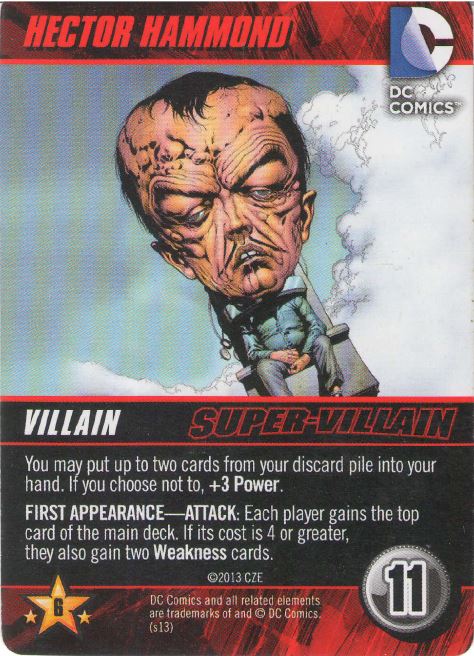 HECTOR HAMMOND
DC
DC
COMICS™
VILLAIN
SUPER-VILLAIN
You may put up to two cards from your discard pile into your
hand. If you choose not to, +3 Power.
FIRST APPEARANCE—ATTACK: Each player gains the top
card of the main deck. If its cost is 4 or greater,
they also gain two Weakness cards.
©2013 CZE
6
DC Comics and all related elements
are trademarks of and © DC Comics.
(s13)
11